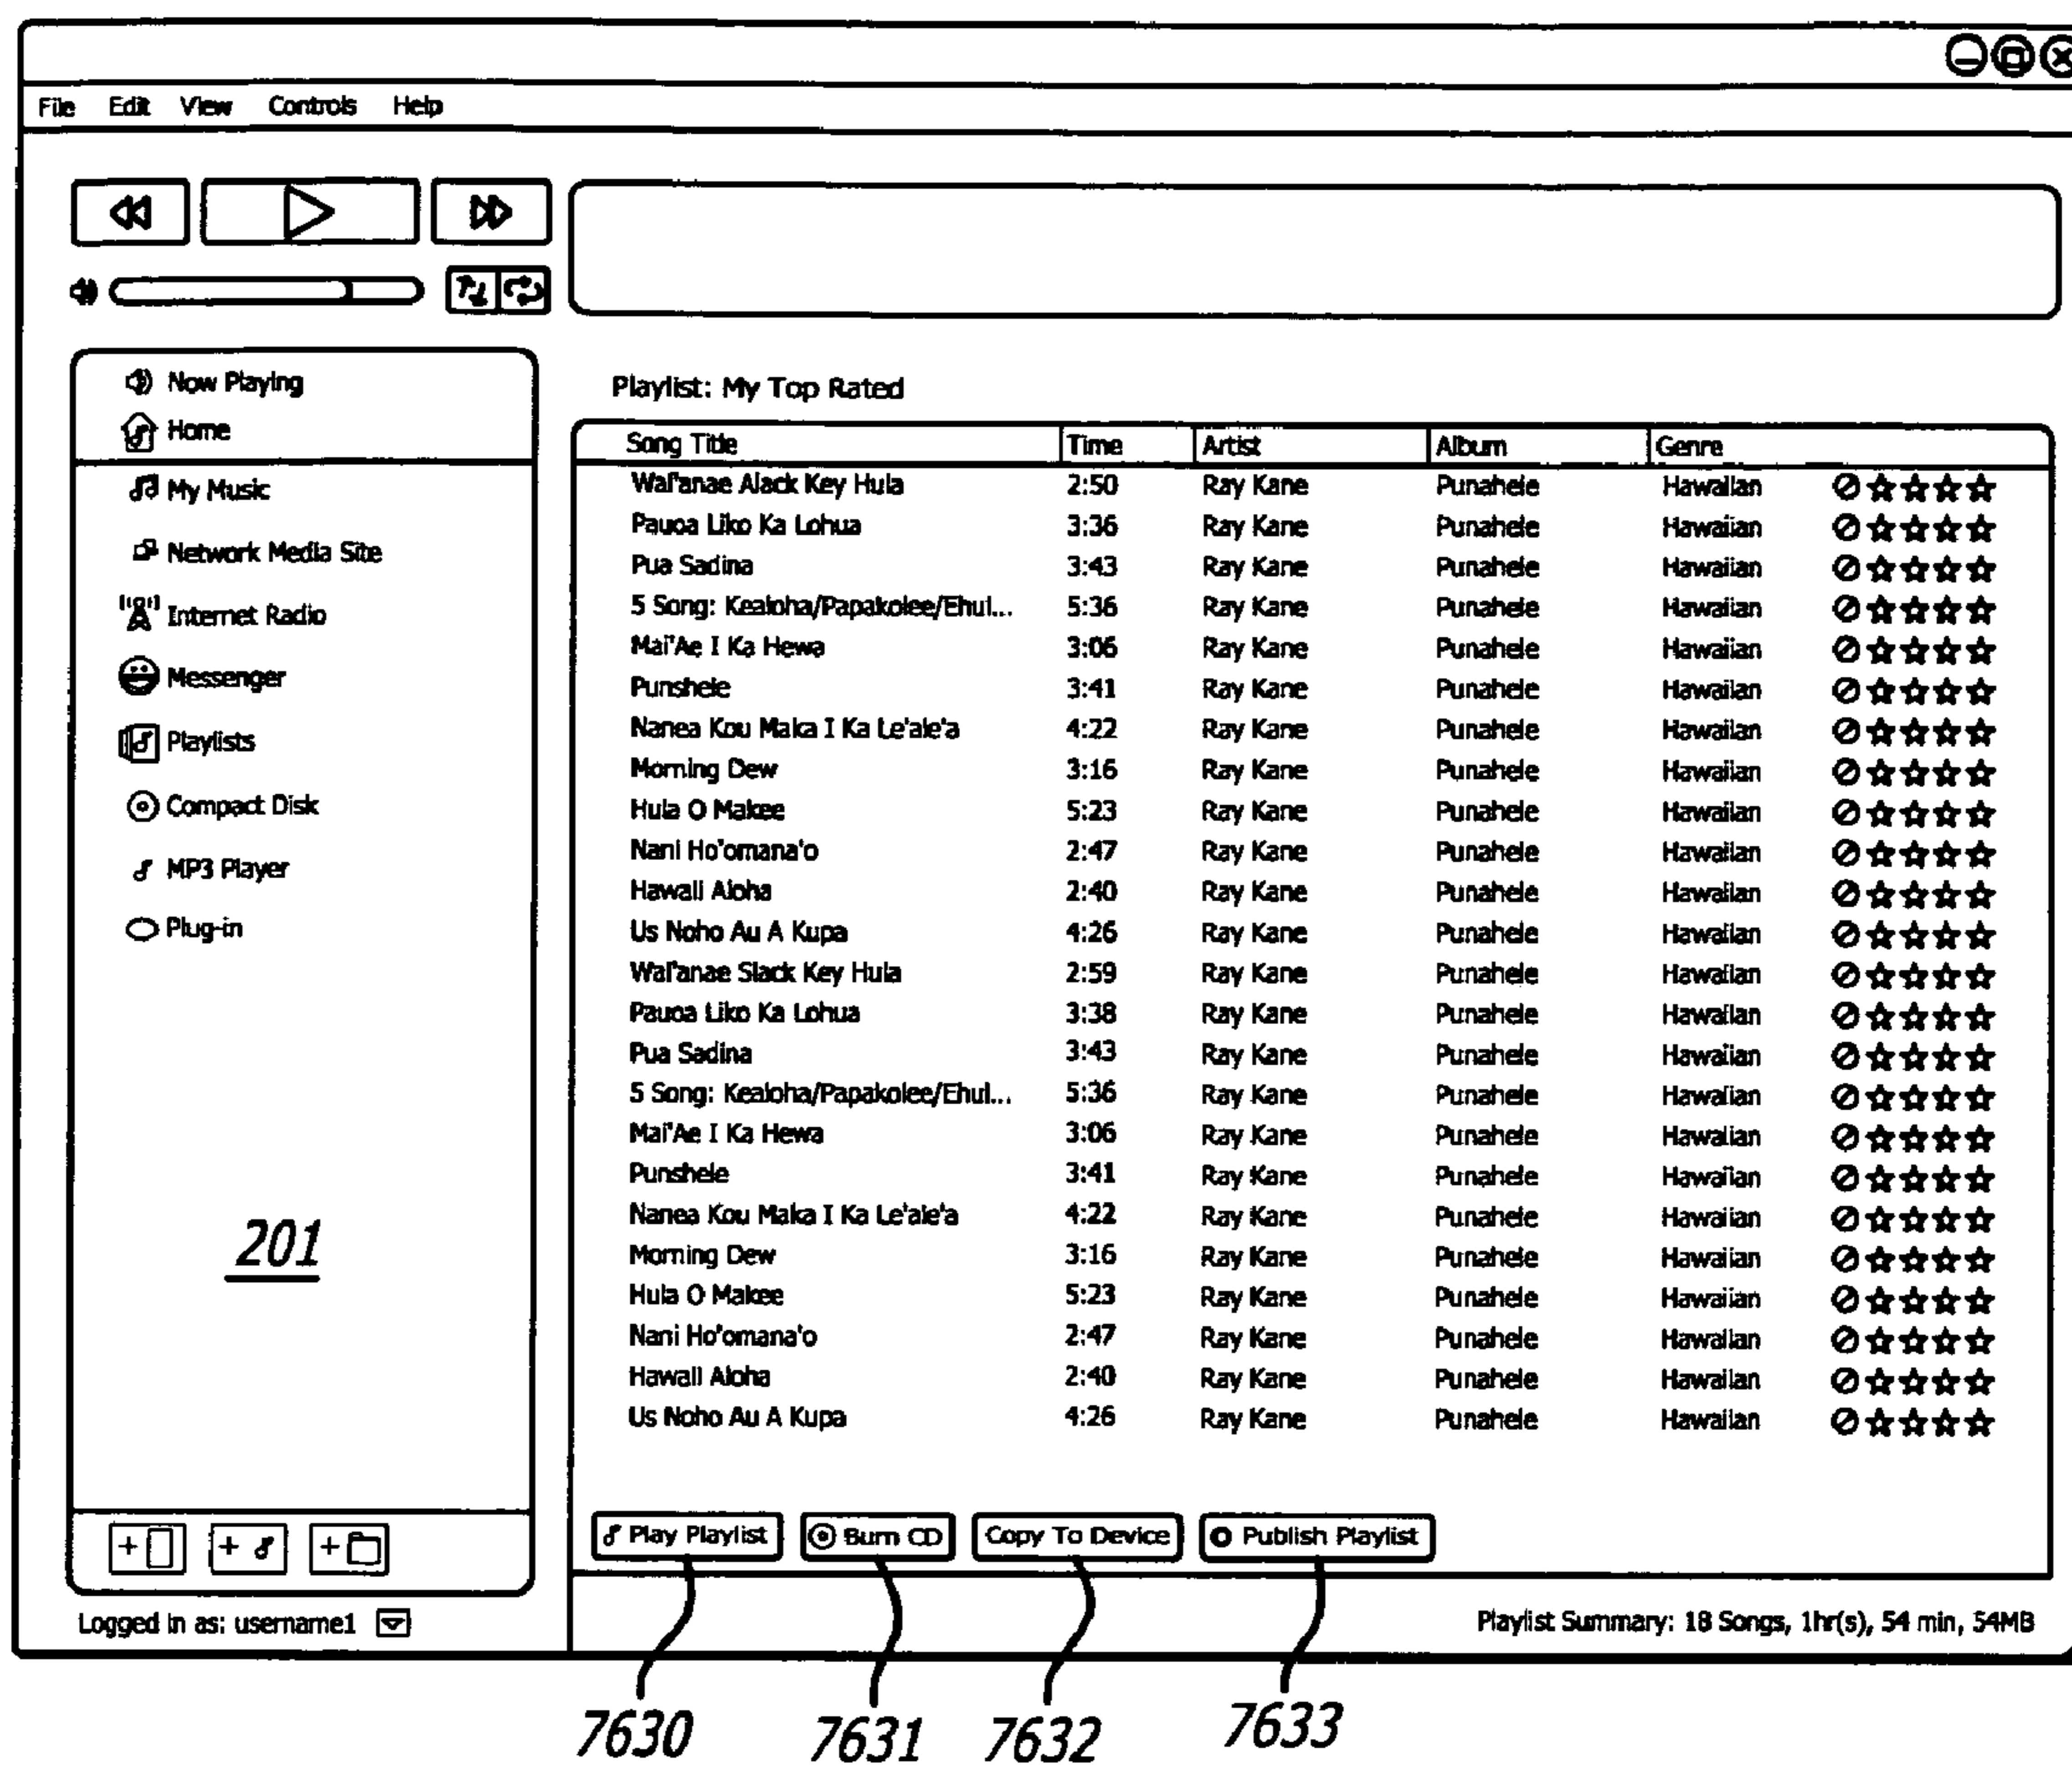 File Edit View Controls Help
Now Playing
Home
My Music
Network Media Site
Internet Radio
Messenger
Playlists
Compact Disk
MP3 Player
Plug-in
201
Logged in as: username1
Playlist: My Top Rated
Song Title Time Artist Album Genre
Wai'anae Alack Key Hula 2:50 Ray Kane Punahele Hawaiian
Pauoa Liko Ka Lohua 3:36 Ray Kane Punahele Hawaiian
Pua Sadina 3:43 Ray Kane Punahele Hawaiian
5 Song: Kealoha/Papakolee/Ehul... 5:36 Ray Kane Punahele Hawaiian
Mai'Ae I Ka Hewa 3:06 Ray Kane Punahele Hawaiian
Punshele 3:41 Ray Kane Punahele Hawaiian
Nanea Kou Maka I Ka Le'ale'a 4:22 Ray Kane Punahele Hawaiian
Morning Dew 3:16 Ray Kane Punahele Hawaiian
Hula O Makee 5:23 Ray Kane Punahele Hawaiian
Nani Ho'omana'o 2:47 Ray Kane Punahele Hawaiian
Hawaii Aloha 2:40 Ray Kane Punahele Hawaiian
Us Noho Au A Kupa 4:26 Ray Kane Punahele Hawaiian
Wai'anae Slack Key Hula 2:59 Ray Kane Punahele Hawaiian
Pauoa Liko Ka Lohua 3:38 Ray Kane Punahele Hawaiian
Pua Sadina 3:43 Ray Kane Punahele Hawaiian
5 Song: Kealoha/Papakolee/Ehul... 5:36 Ray Kane Punahele Hawaiian
Mai'Ae I Ka Hewa 3:06 Ray Kane Punahele Hawaiian
Punshele 3:41 Ray Kane Punahele Hawaiian
Nanea Kou Maka I Ka Le'ale'a 4:22 Ray Kane Punahele Hawaiian
Morning Dew 3:16 Ray Kane Punahele Hawaiian
Hula O Makee 5:23 Ray Kane Punahele Hawaiian
Nani Ho'omana'o 2:47 Ray Kane Punahele Hawaiian
Hawaii Aloha 2:40 Ray Kane Punahele Hawaiian
Us Noho Au A Kupa 4:26 Ray Kane Punahele Hawaiian
Play Playlist Burn CD Copy To Device Publish Playlist
Playlist Summary: 18 Songs, 1hr(s), 54 min, 54MB
7630 7631 7632 7633